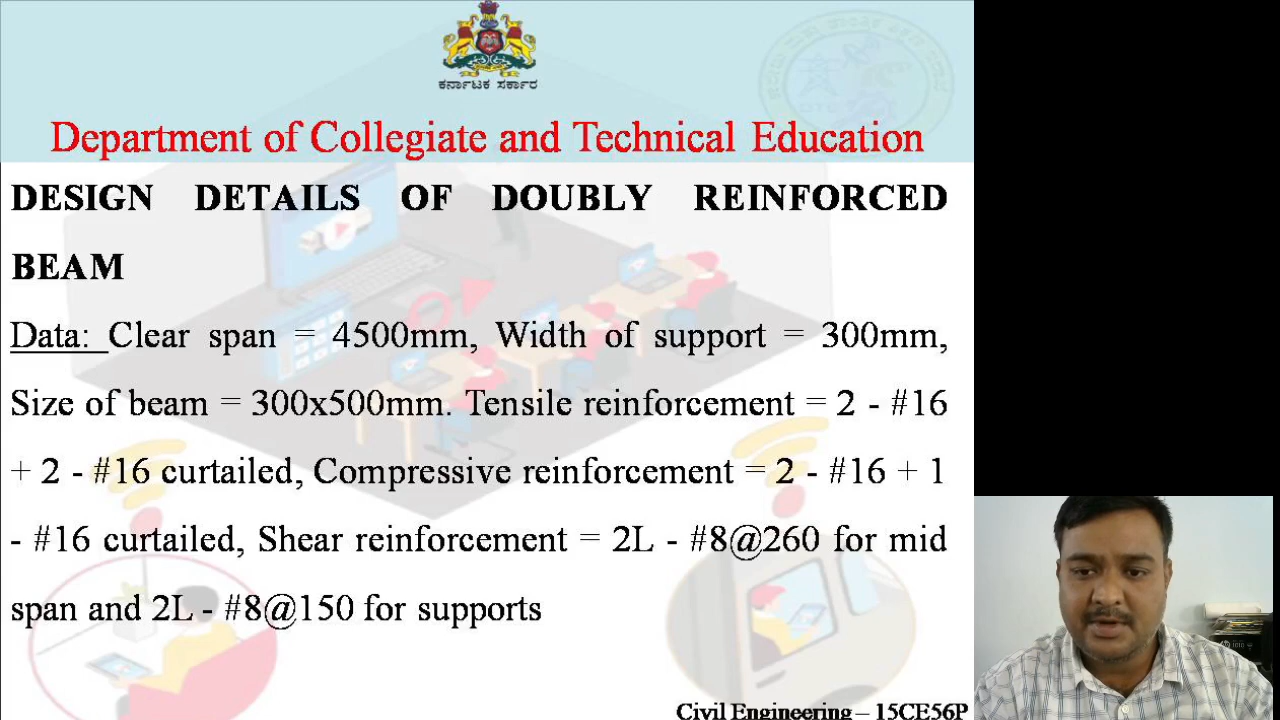 ಕರ್ನಾಟಕ ಸರ್ಕಾರ
Department of Collegiate and Technical Education
DESIGN DETAILS OF DOUBLY REINFORCED
BEAM
Data: Clear span = 4500mm, Width of support = 300mm,
Size of beam = 300x500mm. Tensile reinforcement = 2 - #16
+ 2 - #16 curtailed, Compressive reinforcement = 2 - #16 + 1
- #16 curtailed, Shear reinforcement = 2L - #8@260 for mid
span and 2L - #8@150 for supports
Civil Engineering – 15CE56P